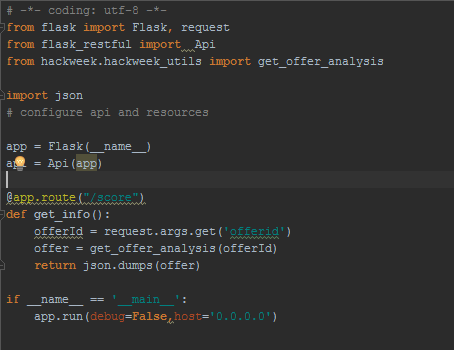 # -*- coding: utf-8 -*-
from flask import Flask, request
from flask_restful import  Api
from hackweek.hackweek_utils import get_offer_analysis
import json
# configure api and resources
app = Flask(__name__)
= Api(app)
@app.route("/score")
def get_info():
    offerId = request.args.get('offerid')
    offer = get_offer_analysis(offerId)
    return json.dumps(offer)
if __name__ == '__main__':
    app.run(debug=False,host='0.0.0.0')